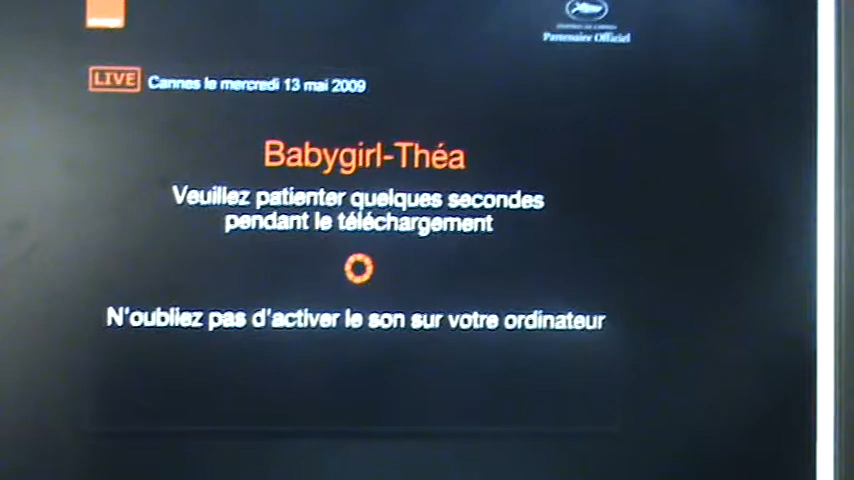 orange
Partenaire Officiel
LIVE Cannes le mercredi 13 mai 2009
Babygirl-Théa
Veuillez patienter quelques secondes
pendant le téléchargement
N'oubliez pas d'activer le son sur votre ordinateur